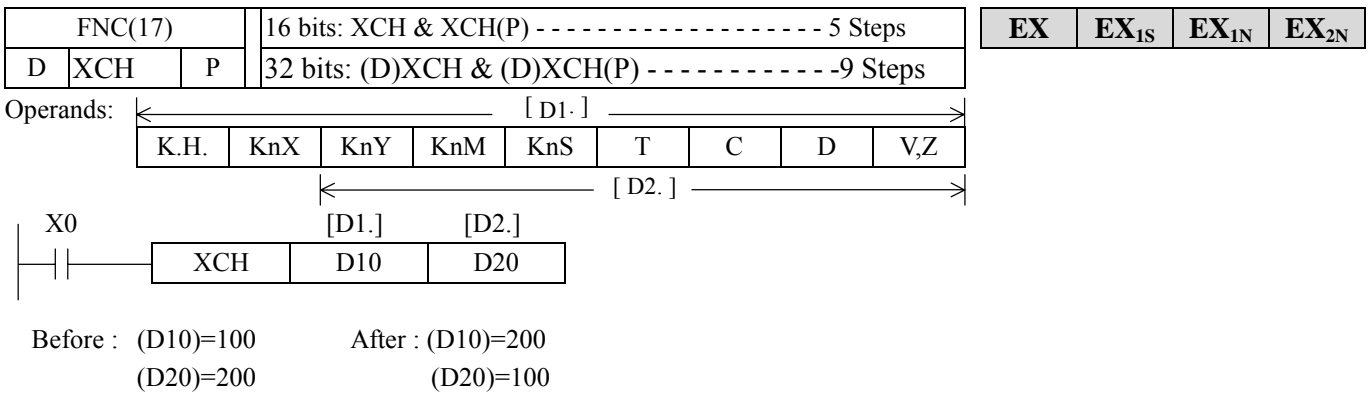 FNC(17) 16 bits: XCH & XCH(P) - - - - - - - - - - - - - - - - - - - 5 Steps EX EX1S EX1N EX2N
D XCH P 32 bits: (D)XCH & (D)XCH(P) - - - - - - - - - - - -9 Steps
Operands: [ D1. ]
K.H. KnX KnY KnM KnS T C D V,Z
[ D2. ]
X0 [D1.] [D2.]
XCH D10 D20
Before : (D10)=100 After : (D10)=200
(D20)=200 (D20)=100